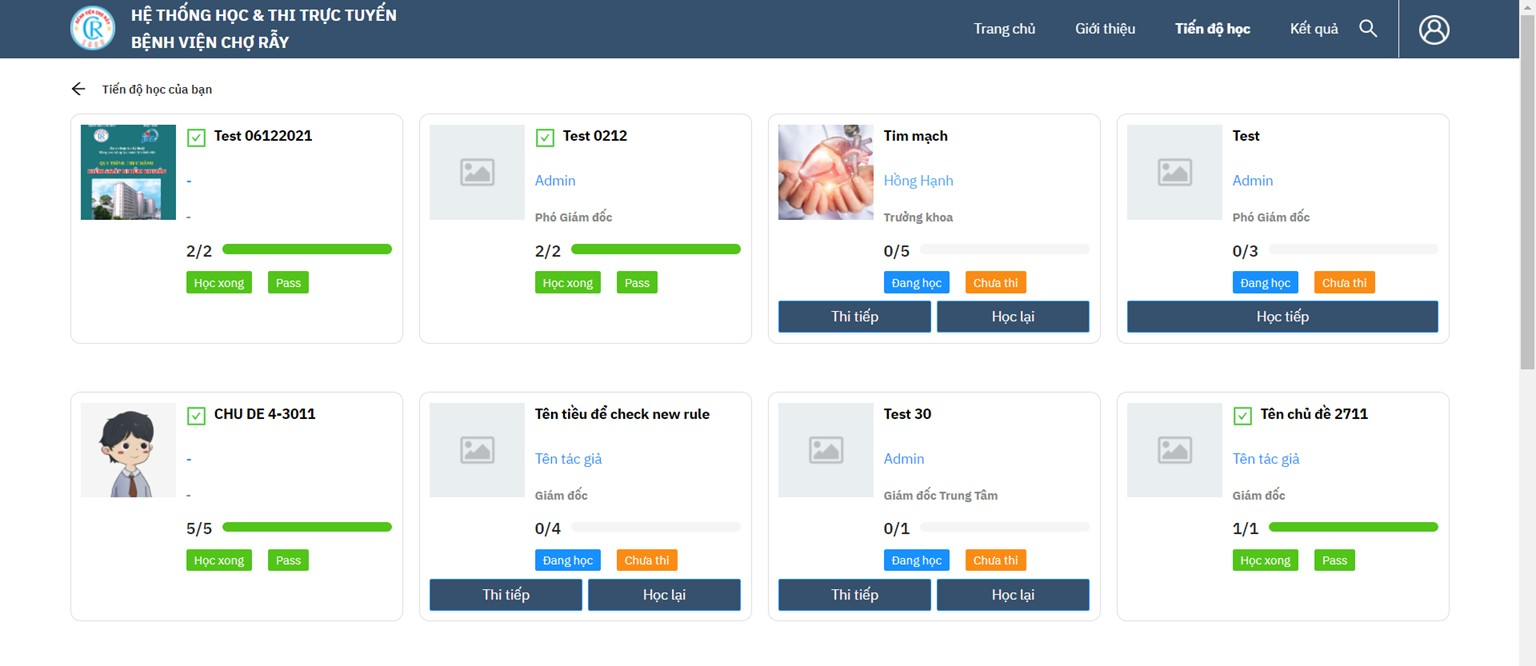 HỆ THỐNG HỌC & THI TRỰC TUYẾN
BỆNH VIỆN CHỢ RẪY
Trang chủ
Giới thiệu
Tiến độ học
Kết quả
Tiến độ học của bạn
Test 06122021
-
-
2/2
Học xong
Pass
Test 0212
Admin
Phó Giám đốc
2/2
Học xong
Pass
Tim mạch
Hồng Hạnh
Trưởng khoa
0/5
Đang học
Chưa thi
Thi tiếp
Học lại
Test
Admin
Phó Giám đốc
0/3
Đang học
Chưa thi
Học tiếp
CHU DE 4-3011
-
-
5/5
Học xong
Pass
Tên tiều để check new rule
Tên tác giả
Giám đốc
0/4
Đang học
Chưa thi
Thi tiếp
Học lại
Test 30
Admin
Giám đốc Trung Tâm
0/1
Đang học
Chưa thi
Thi tiếp
Học lại
Tên chủ đề 2711
Tên tác giả
Giám đốc
1/1
Học xong
Pass